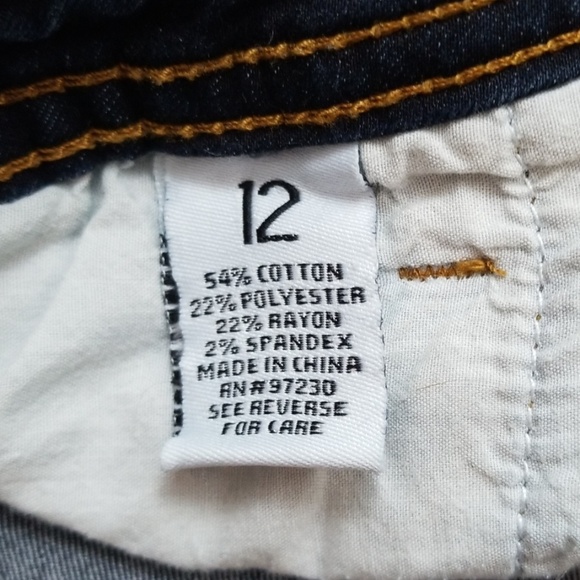 12
54% COTTON
22% POLYESTER
22% RAYON
2% SPANDEX
MADE IN CHINA
RN#97230
SEE REVERSE
FOR CARE